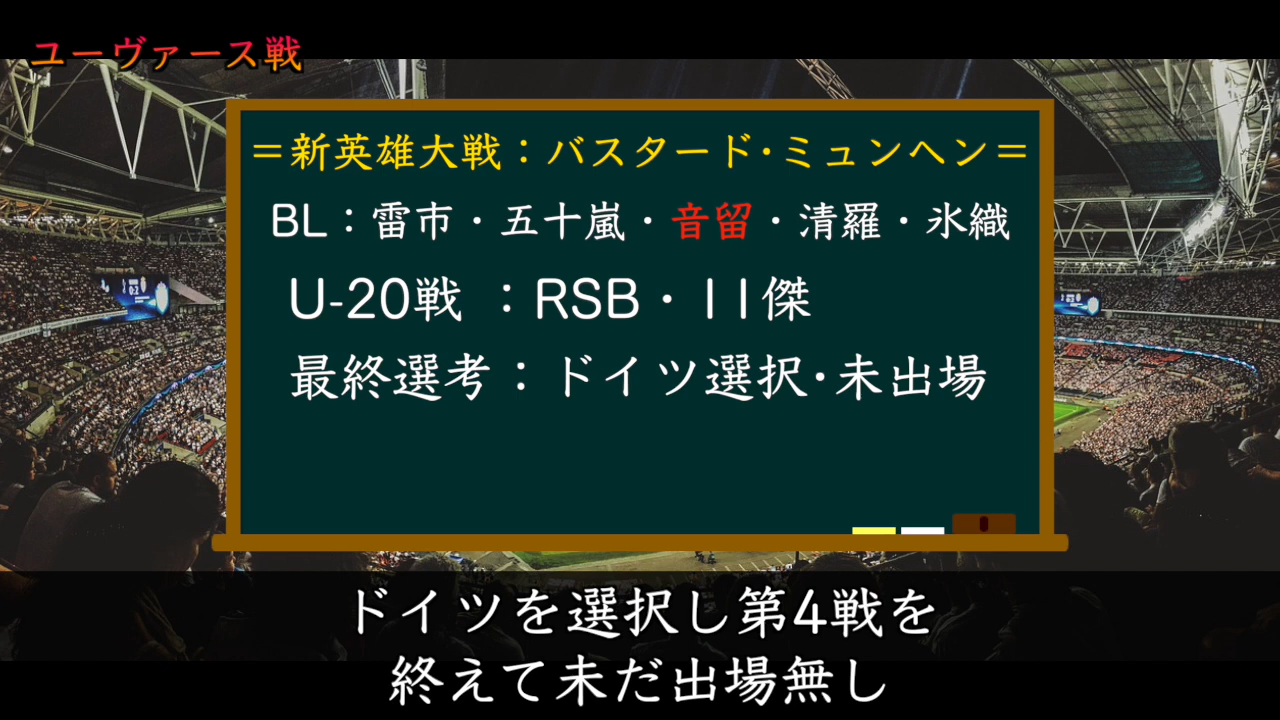 ユーヴァース戦
＝新英雄大戦：バスタード･ミュンヘン＝
BL：雷市・五十嵐・音留・清羅・氷織
U-20戦 ：RSB・11傑
最終選考：ドイツ選択･未出場
ドイツを選択し第4戦を
終えて未だ出場無し